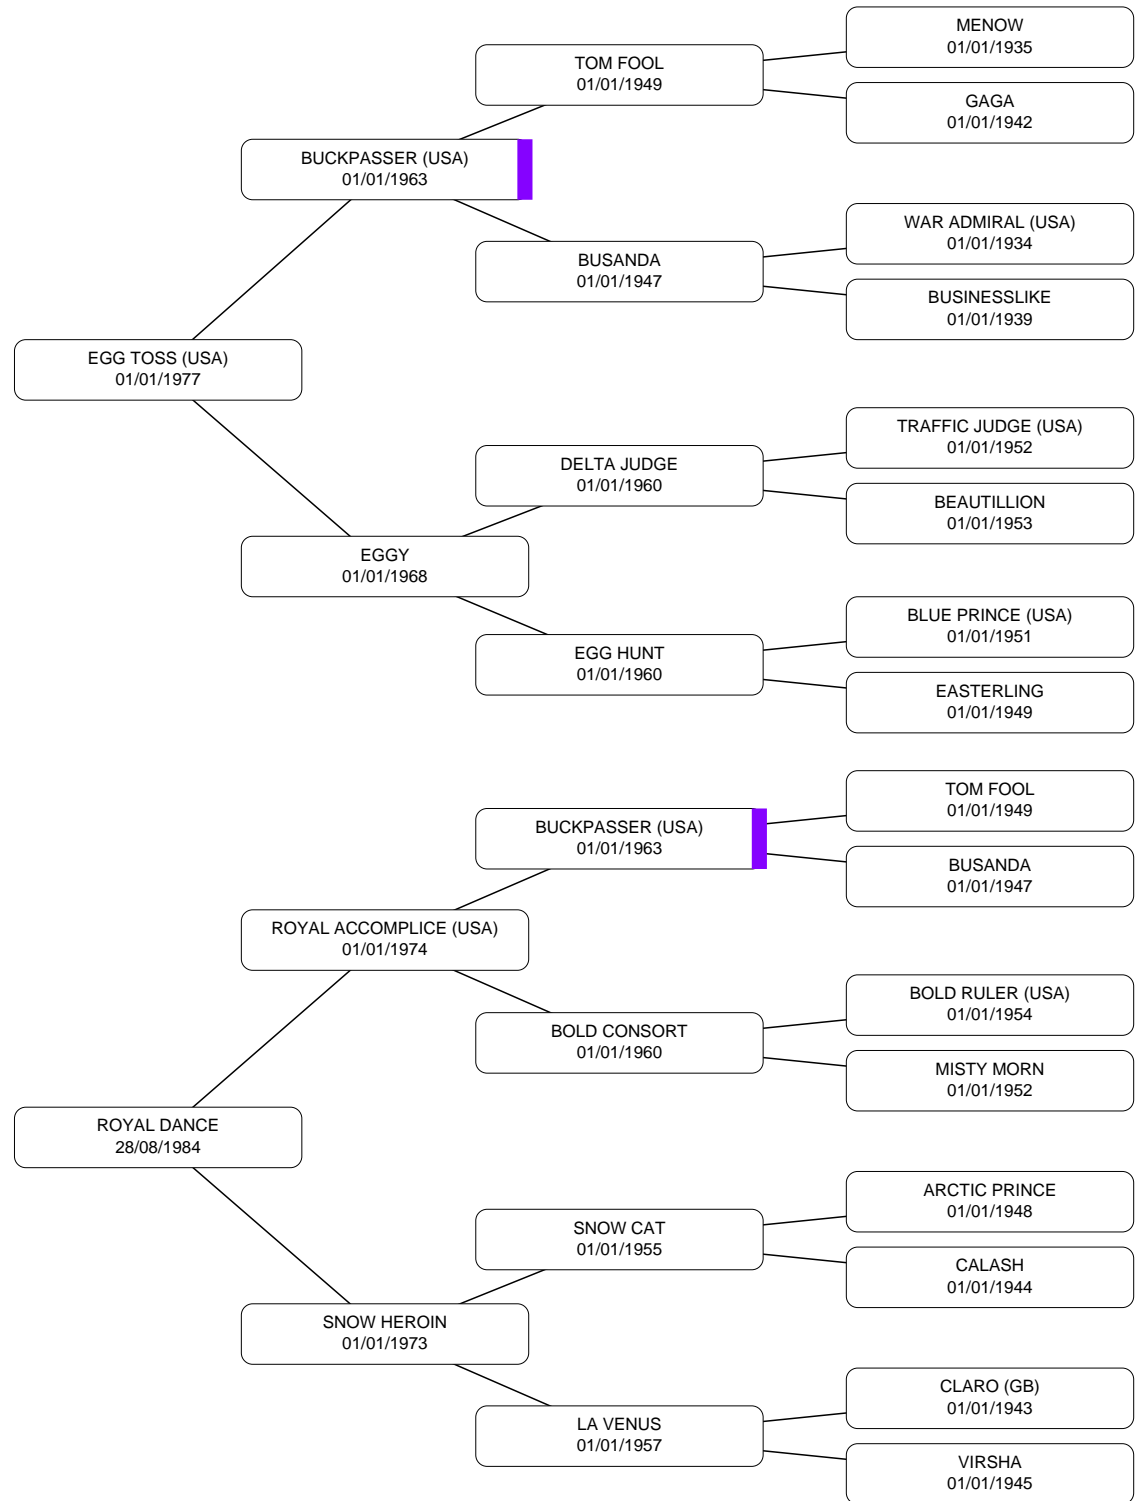 MENOW
01/01/1935
TOM FOOL
01/01/1949
GAGA
01/01/1942
BUCKPASSER (USA)
01/01/1963
WAR ADMIRAL (USA)
01/01/1934
BUSANDA
01/01/1947
BUSINESSLIKE
01/01/1939
EGG TOSS (USA)
01/01/1977
TRAFFIC JUDGE (USA)
01/01/1952
DELTA JUDGE
01/01/1960
BEAUTILLION
01/01/1953
EGGY
01/01/1968
BLUE PRINCE (USA)
01/01/1951
EGG HUNT
01/01/1960
EASTERLING
01/01/1949
TOM FOOL
01/01/1949
BUCKPASSER (USA)
01/01/1963
BUSANDA
01/01/1947
ROYAL ACCOMPLICE (USA)
01/01/1974
BOLD RULER (USA)
01/01/1954
BOLD CONSORT
01/01/1960
MISTY MORN
01/01/1952
ROYAL DANCE
28/08/1984
ARCTIC PRINCE
01/01/1948
SNOW CAT
01/01/1955
CALASH
01/01/1944
SNOW HEROIN
01/01/1973
CLARO (GB)
01/01/1943
LA VENUS
01/01/1957
VIRSHA
01/01/1945